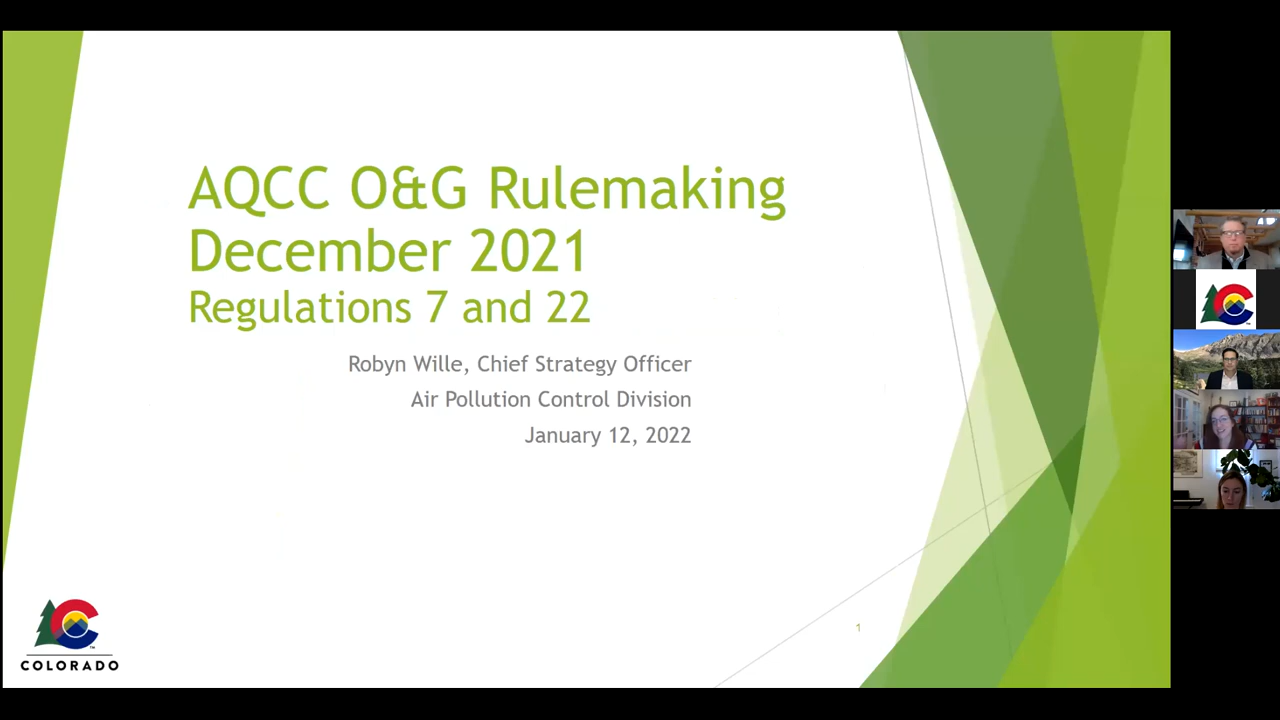 AQCC O&G Rulemaking
December 2021
Regulations 7 and 22
Robyn Wille, Chief Strategy Officer
Air Pollution Control Division
January 12, 2022
1
COLORADO